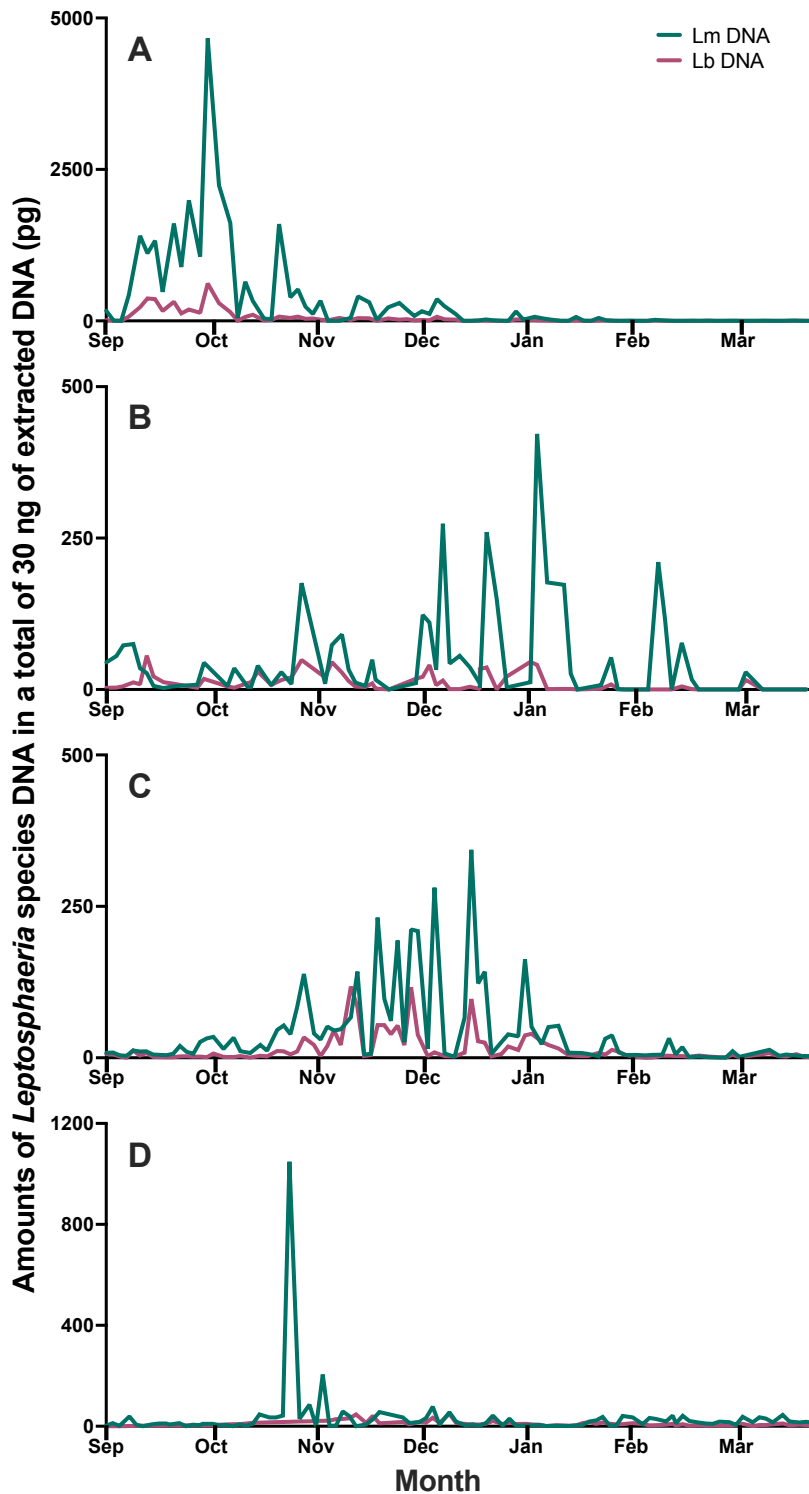 Amounts of Leptosphaeria species DNA in a total of 30 ng of extracted DNA (pg)
A
Lm DNA
Lb DNA
5000
2500
0
Sep Oct Nov Dec Jan Feb Mar
B
500
250
0
Sep Oct Nov Dec Jan Feb Mar
C
500
250
0
Sep Oct Nov Dec Jan Feb Mar
D
1200
800
400
0
Sep Oct Nov Dec Jan Feb Mar
Month